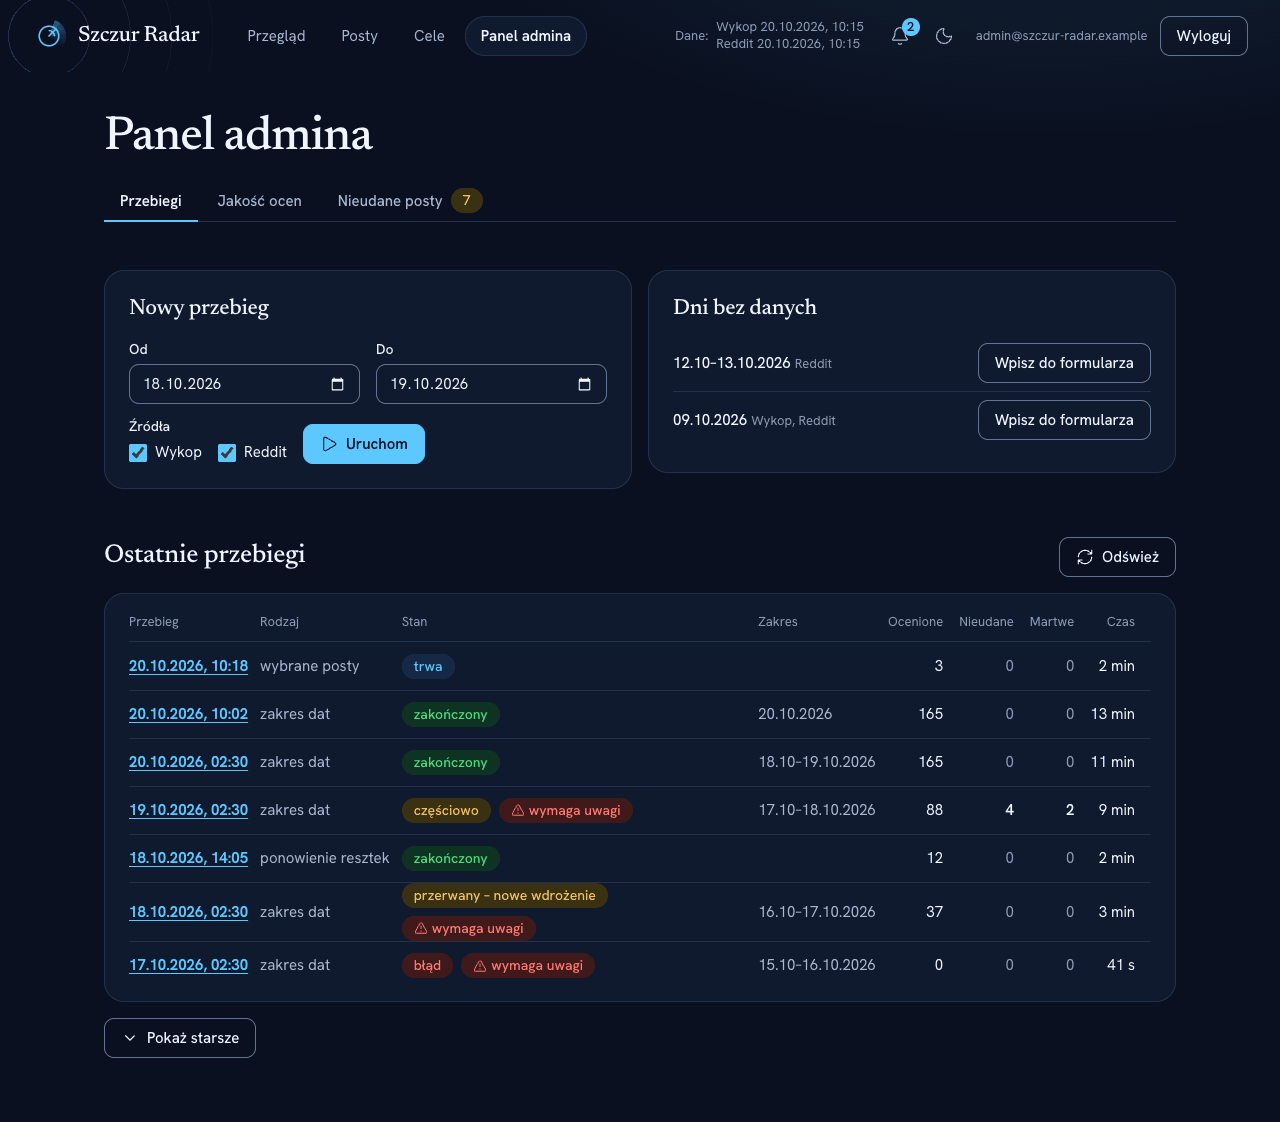 Szczur Radar
Przegląd
Posty
Cele
Panel admina
Dane:
Wykop 20.10.2026, 10:15
Reddit 20.10.2026, 10:15
2
admin@szczur-radar.example
Wyloguj
Panel admina
Przebiegi
Jakość ocen
Nieudane posty 7
Nowy przebieg
Od
Do
18.10.2026
19.10.2026
Źródła
Wykop
Reddit
Uruchom
Dni bez danych
12.10–13.10.2026 Reddit
Wpisz do formularza
09.10.2026 Wykop, Reddit
Wpisz do formularza
Ostatnie przebiegi
Odśwież
Przebieg Rodzaj Stan Zakres Ocenione Nieudane Martwe Czas
20.10.2026, 10:18 wybrane posty trwa 3 0 0 2 min
20.10.2026, 10:02 zakres dat zakończony 20.10.2026 165 0 0 13 min
20.10.2026, 02:30 zakres dat zakończony 18.10–19.10.2026 165 0 0 11 min
19.10.2026, 02:30 zakres dat częściowo wymaga uwagi 17.10–18.10.2026 88 4 2 9 min
18.10.2026, 14:05 ponowienie resztek zakończony 12 0 0 2 min
18.10.2026, 02:30 zakres dat przerwany – nowe wdrożenie wymaga uwagi 16.10–17.10.2026 37 0 0 3 min
17.10.2026, 02:30 zakres dat błąd wymaga uwagi 15.10–16.10.2026 0 0 0 41 s
Pokaż starsze